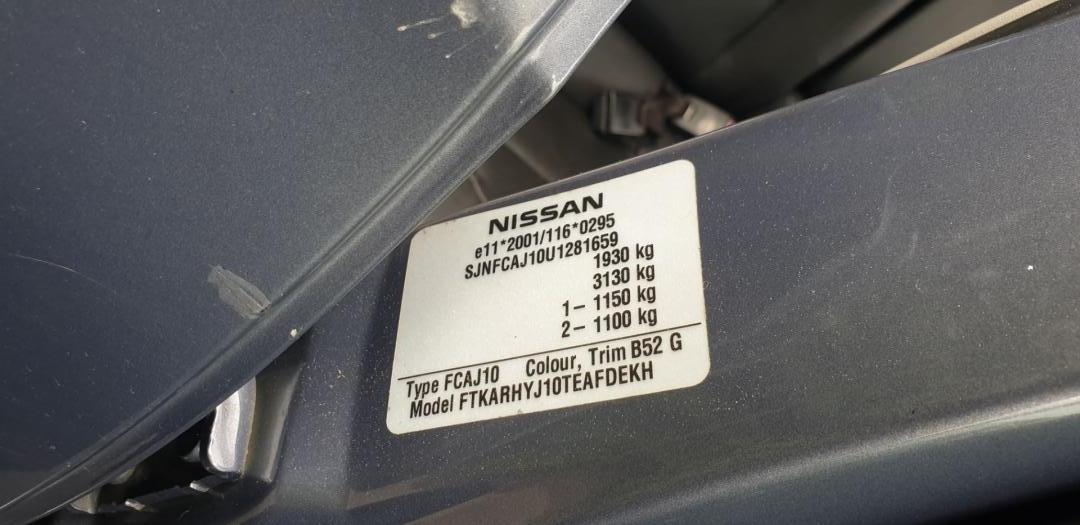 NISSAN
e11*2001/116*0295
SJNFCAJ10U1281659
1930 kg
3130 kg
1– 1150 kg
2– 1100 kg
Type FCAJ10 Colour, Trim B52 G
Model FTKARHYJ10TEAFDEKH